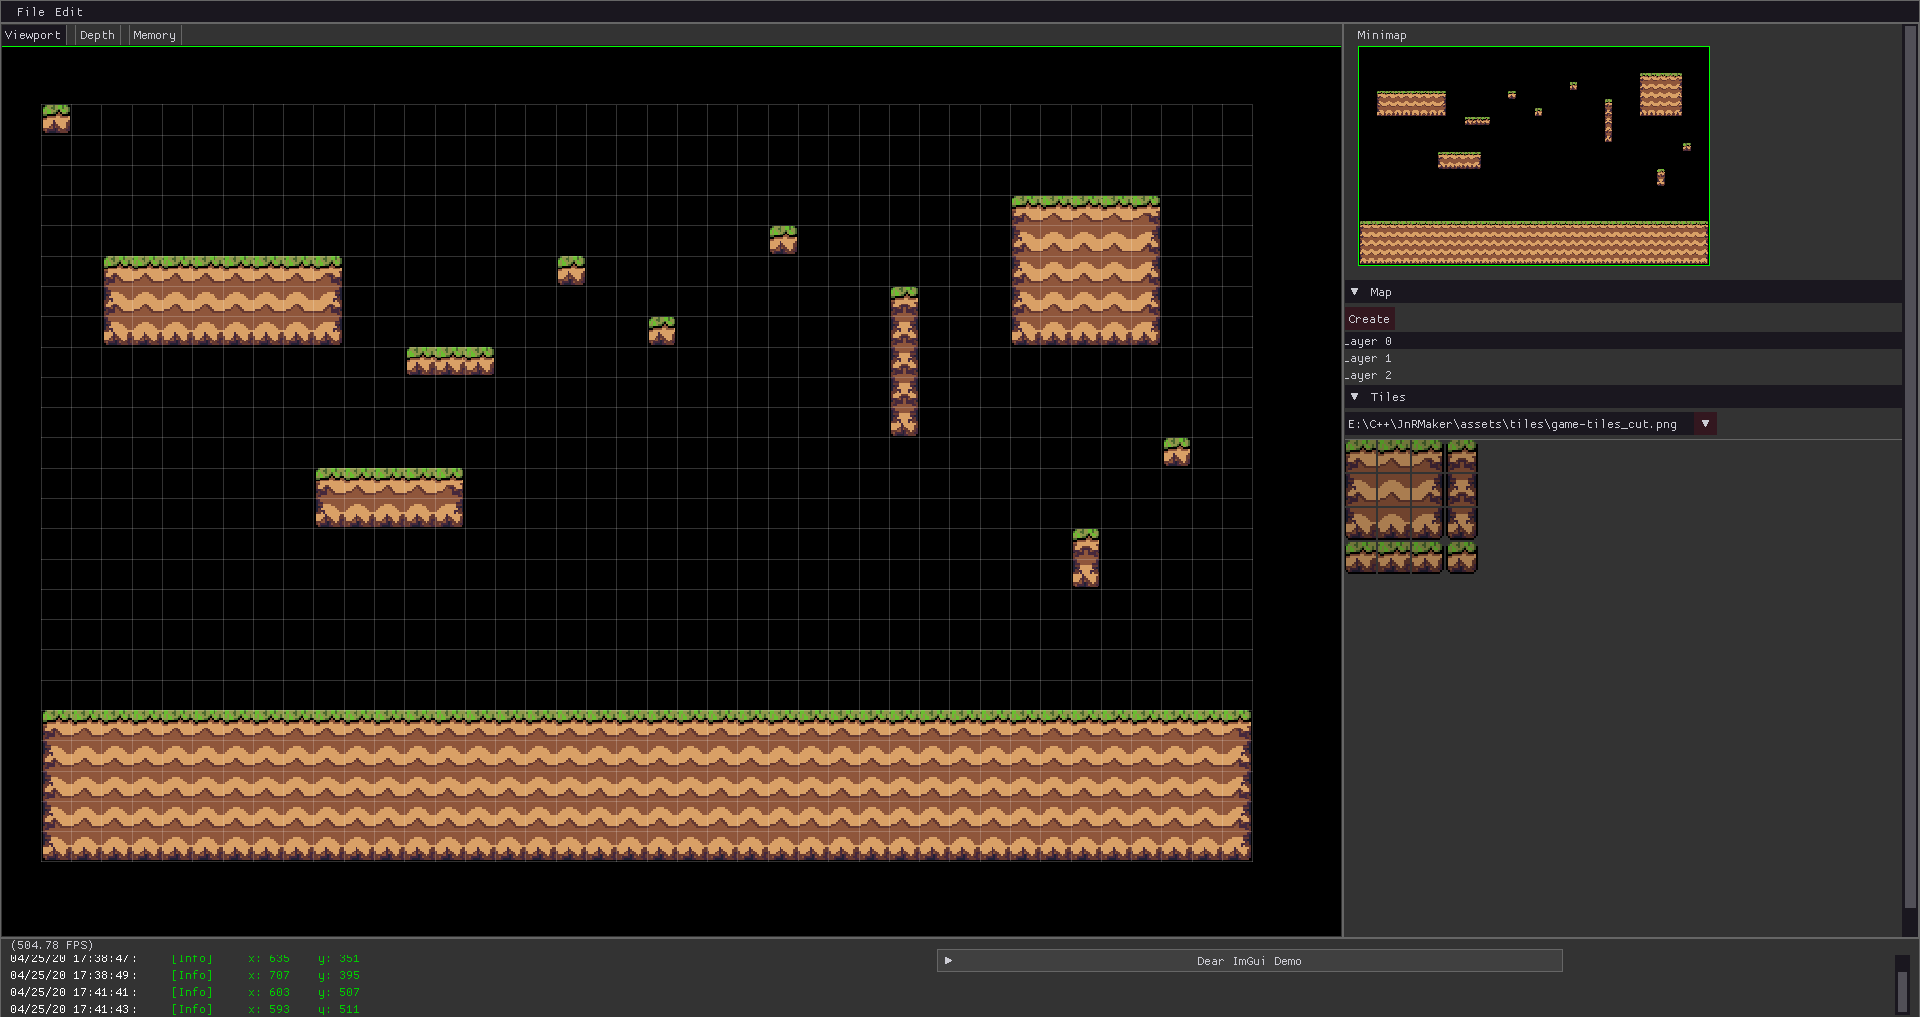 File Edit
Viewport Depth Memory
Minimap
Map
Create
Layer 0
Layer 1
Layer 2
Tiles
E:\C++\JnRMaker\assets\tiles\game-tiles_cut.png
(504.78 FPS)
04/25/20 17:38:47: [Info] x: 635 y: 351
04/25/20 17:38:49: [Info] x: 707 y: 395
04/25/20 17:41:41: [Info] x: 603 y: 507
04/25/20 17:41:43: [Info] x: 593 y: 511
Dear ImGui Demo